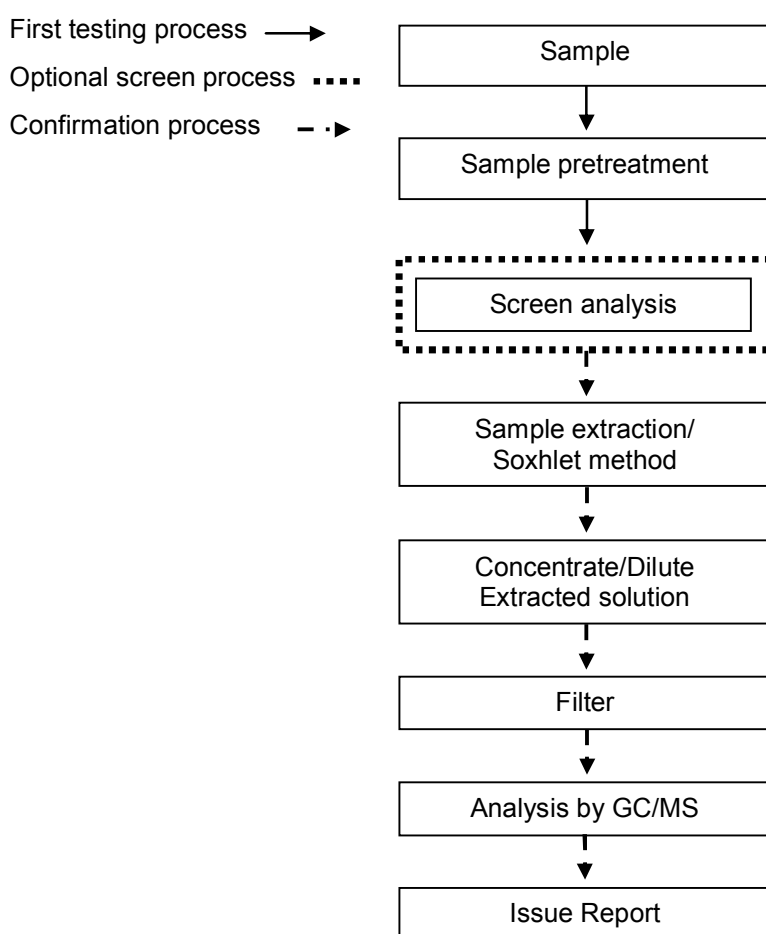 First testing process
Optional screen process
Confirmation process
Sample
Sample pretreatment
Screen analysis
Sample extraction/
Soxhlet method
Concentrate/Dilute
Extracted solution
Filter
Analysis by GC/MS
Issue Report